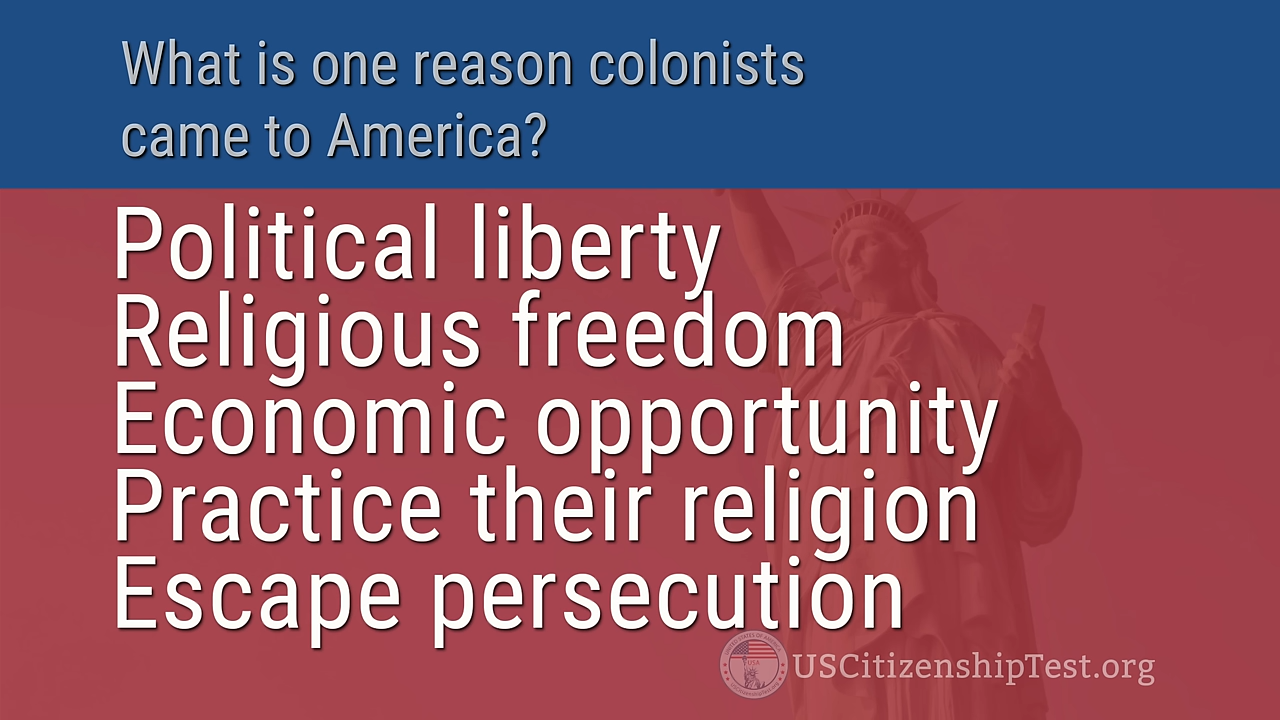 What is one reason colonists
came to America?
Political liberty
Religious freedom
Economic opportunity
Practice their religion
Escape persecution
USCitizenshipTest.org